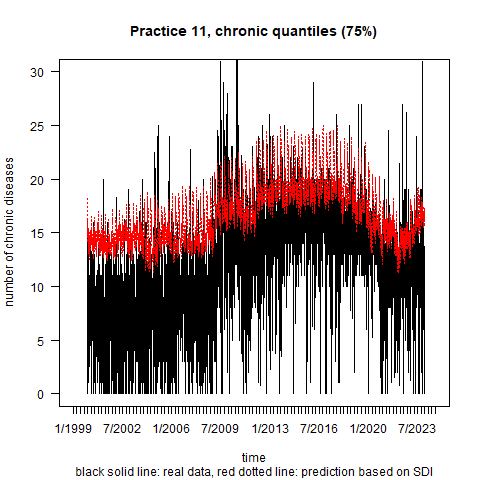 Practice 11, chronic quantiles (75%)
number of chronic diseases
30
25
20
15
10
5
0
1/1999 7/2002 1/2006 7/2009 1/2013 7/2016 1/2020 7/2023
time
black solid line: real data, red dotted line: prediction based on SDI